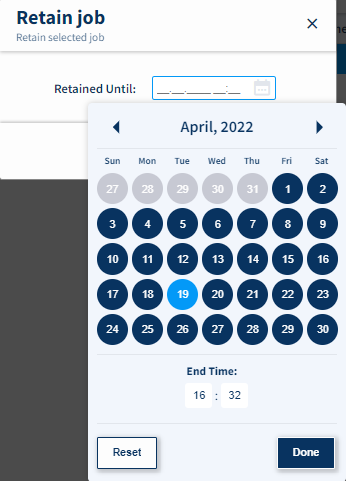 Retain job
Retain selected job
Retained Until: __.__.____ __:__
April, 2022
Sun Mon Tue Wed Thu Fri Sat
27 28 29 30 31 1 2
3 4 5 6 7 8 9
10 11 12 13 14 15 16
17 18 19 20 21 22 23
24 25 26 27 28 29 30
End Time:
16 : 32
Reset Done